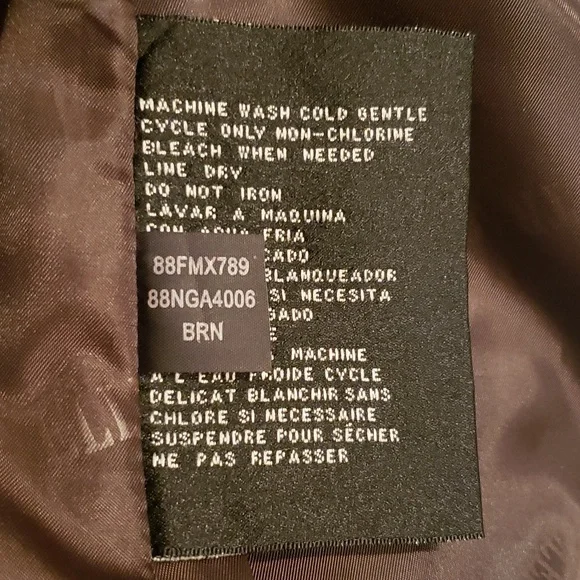 MACHINE WASH COLD GENTLE
CYCLE ONLY NON-CHLORINE
BLEACH WHEN NEEDED
LINE DRY
DO NOT IRON
LAVAR A MAQUINA
CON AGUA FRIA
CADO
BLANQUEADOR
SI NECESITA
GADO
E
MACHINE
A L'EAU FROIDE CYCLE
DELICAT BLANCHIR SANS
CHLORE SI NECESSAIRE
SUSPENDRE POUR SÉCHER
NE PAS REPASSER
88FMX789
88NGA4006
BRN